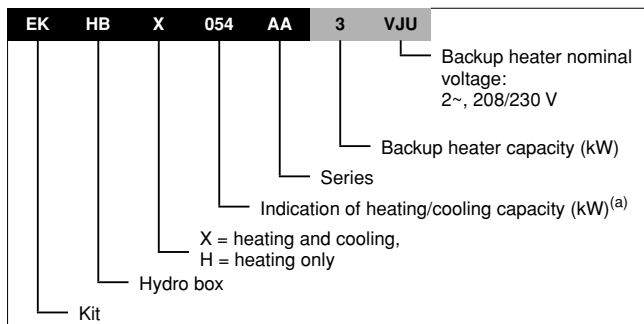 EK HB X 054 AA 3 VJU
Backup heater nominal
voltage:
2~, 208/230 V
Backup heater capacity (kW)
Series
Indication of heating/cooling capacity (kW)(a)
X = heating and cooling,
H = heating only
Hydro box
Kit